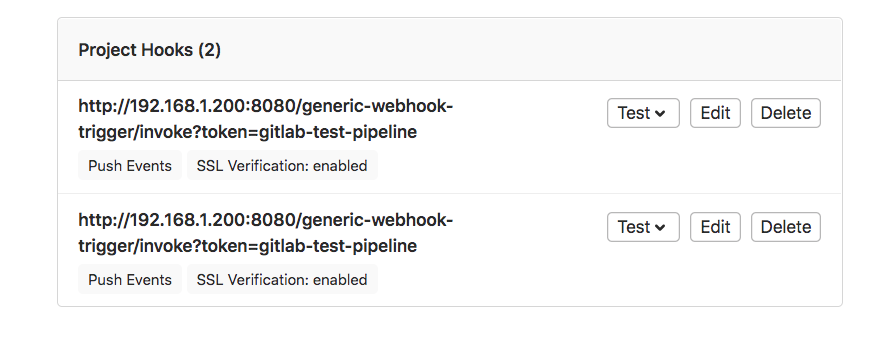 Project Hooks (2)
http://192.168.1.200:8080/generic-webhook-
trigger/invoke?token=gitlab-test-pipeline
Test Edit Delete
Push Events SSL Verification: enabled
http://192.168.1.200:8080/generic-webhook-
trigger/invoke?token=gitlab-test-pipeline
Test Edit Delete
Push Events SSL Verification: enabled